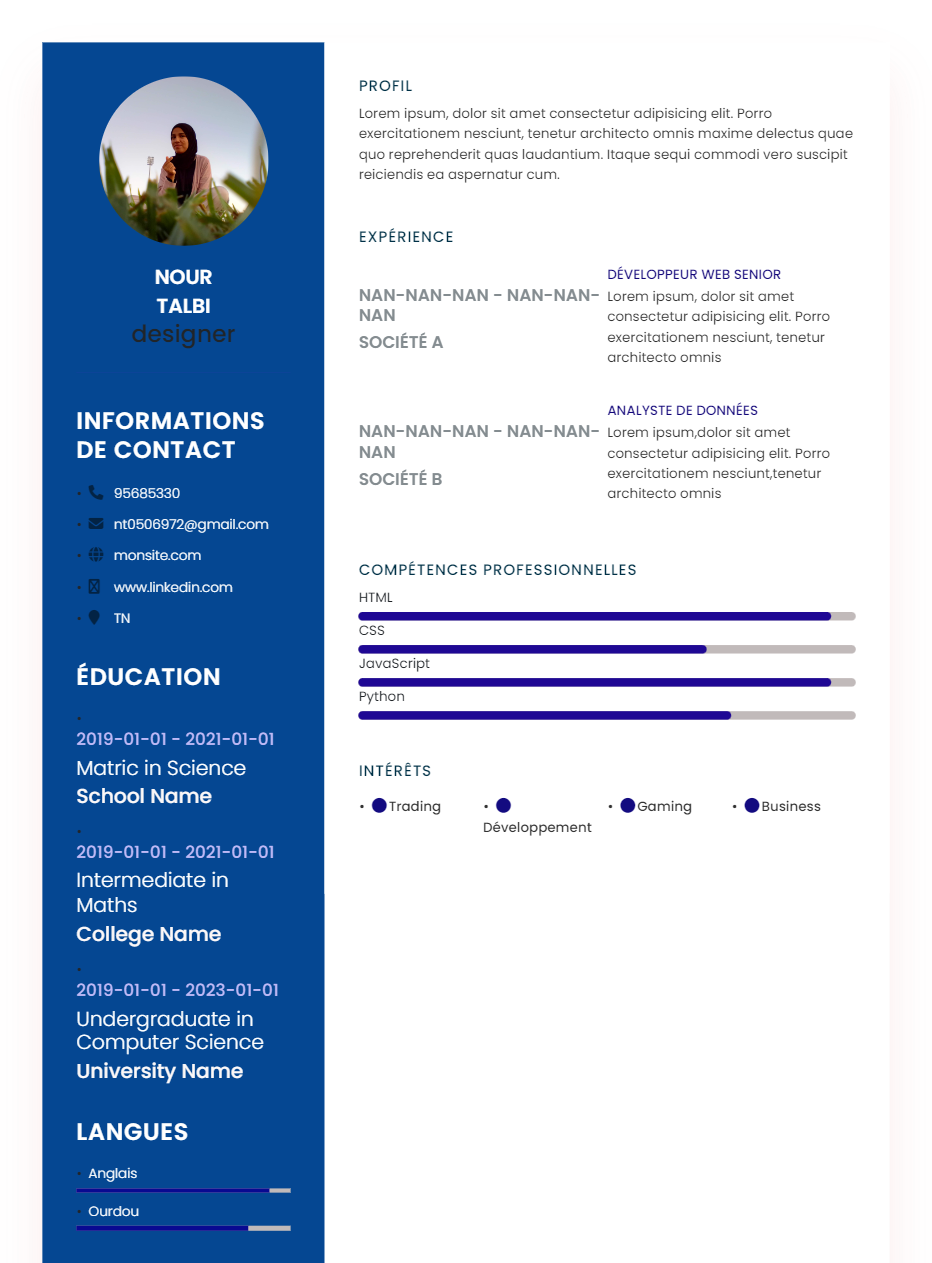 NOUR
TALBI
designer
INFORMATIONS
DE CONTACT
95685330
nt0506972@gmail.com
monsite.com
www.linkedin.com
TN
ÉDUCATION
2019-01-01 - 2021-01-01
Matric in Science
School Name
2019-01-01 - 2021-01-01
Intermediate in
Maths
College Name
2019-01-01 - 2023-01-01
Undergraduate in
Computer Science
University Name
LANGUES
Anglais
Ourdou
PROFIL
Lorem ipsum, dolor sit amet consectetur adipisicing elit. Porro
exercitationem nesciunt, tenetur architecto omnis maxime delectus quae
quo reprehenderit quas laudantium. Itaque sequi commodi vero suscipit
reiciendis ea aspernatur cum.
EXPÉRIENCE
NAN-NAN-NAN - NAN-NAN-
NAN
SOCIÉTÉ A
DÉVELOPPEUR WEB SENIOR
Lorem ipsum, dolor sit amet
consectetur adipisicing elit. Porro
exercitationem nesciunt, tenetur
architecto omnis
NAN-NAN-NAN - NAN-NAN-
NAN
SOCIÉTÉ B
ANALYSTE DE DONNÉES
Lorem ipsum,dolor sit amet
consectetur adipisicing elit. Porro
exercitationem nesciunt,tenetur
architecto omnis
COMPÉTENCES PROFESSIONNELLES
HTML
CSS
JavaScript
Python
INTÉRÊTS
Trading
Développement
Gaming
Business